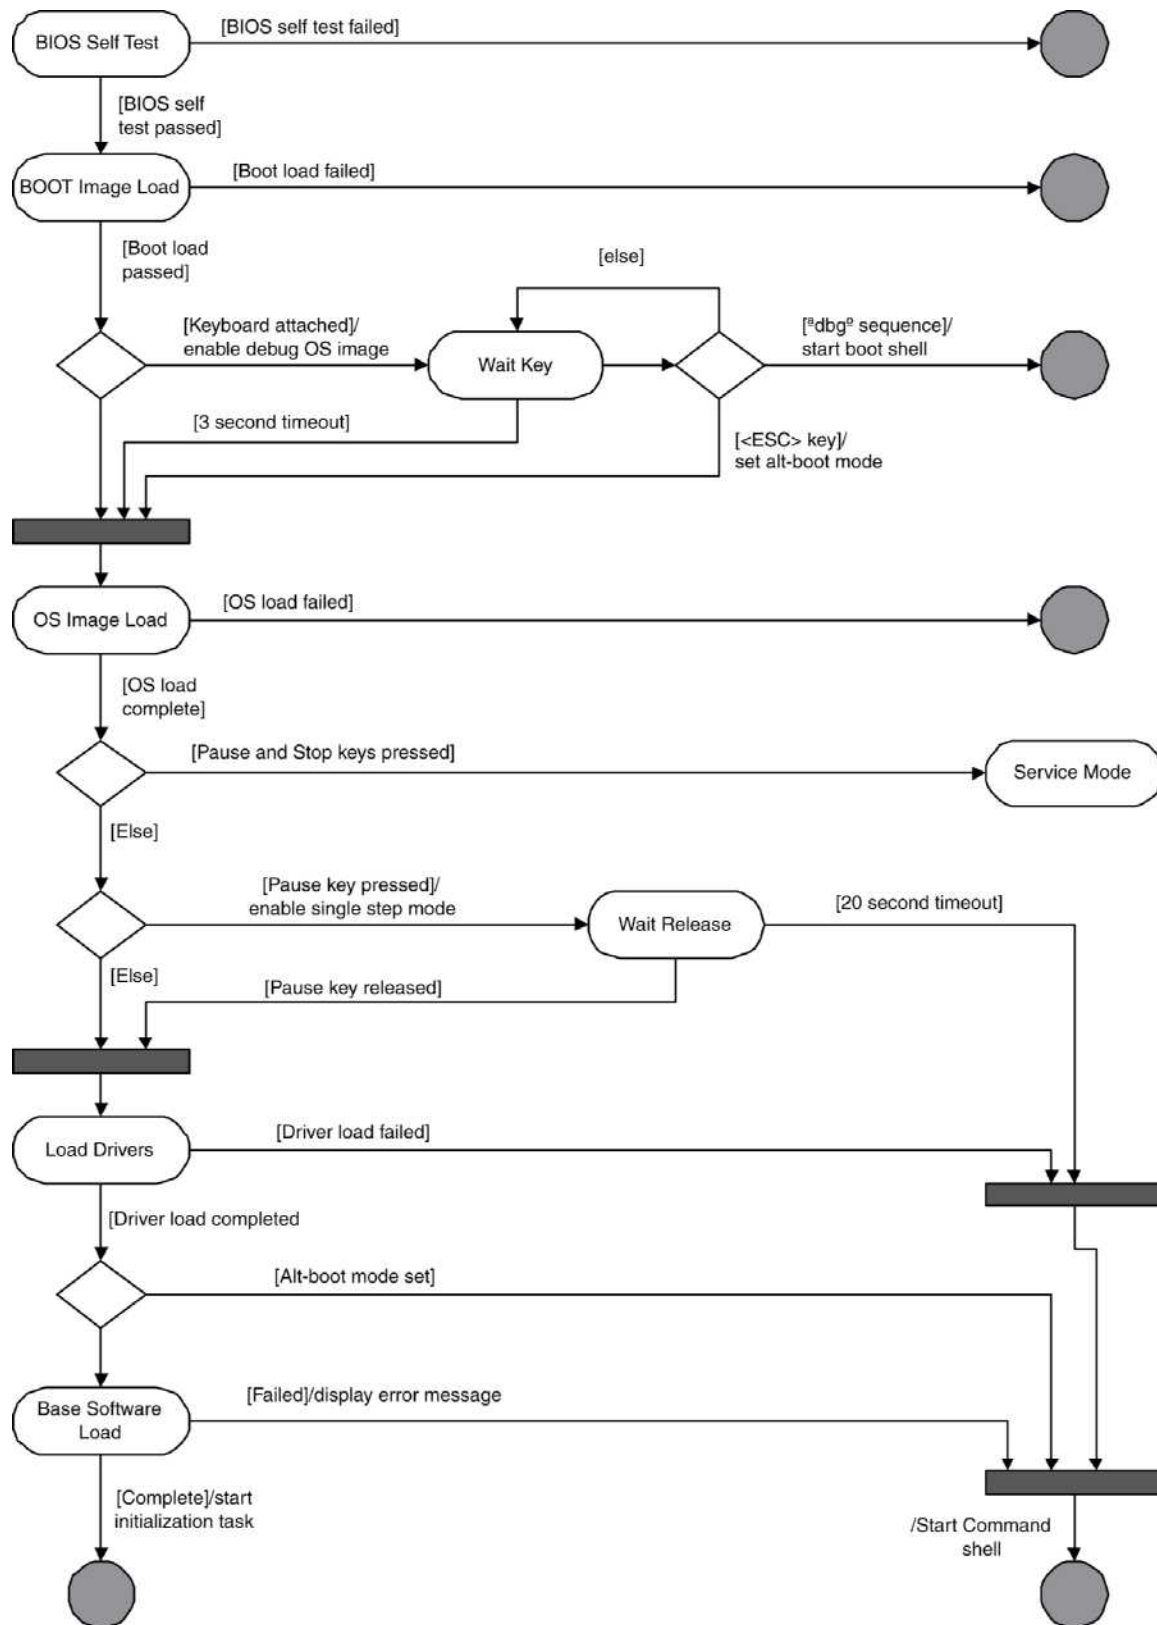 BIOS Self Test
[BIOS self test failed]
[BIOS self
test passed]
BOOT Image Load
[Boot load failed]
[Boot load
passed]
[else]
[Keyboard attached]/
enable debug OS image
Wait Key
[ªdbgº sequence]/
start boot shell
[3 second timeout]
[<ESC> key]/
set alt-boot mode
OS Image Load
[OS load failed]
[OS load
complete]
[Pause and Stop keys pressed]
Service Mode
[Else]
[Pause key pressed]/
enable single step mode
Wait Release
[20 second timeout]
[Else]
[Pause key released]
Load Drivers
[Driver load failed]
[Driver load completed
[Alt-boot mode set]
Base Software
Load
[Failed]/display error message
[Complete]/start
initialization task
/Start Command
shell